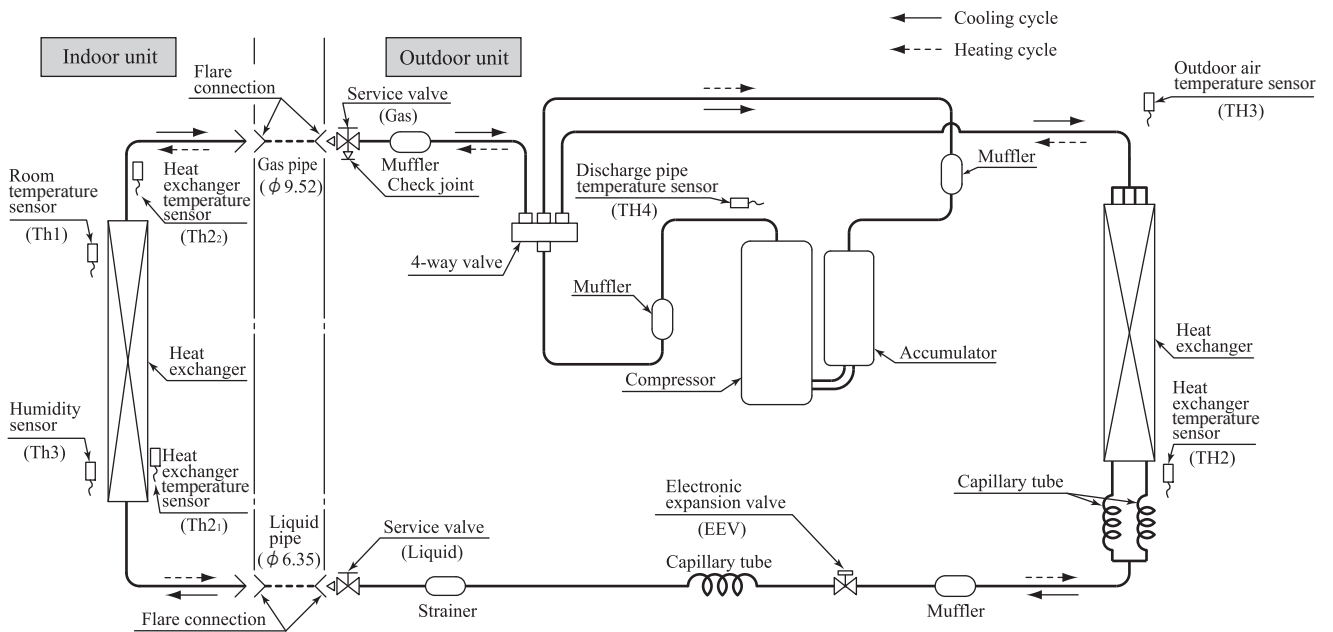 Cooling cycle
Heating cycle
Indoor unit
Outdoor unit
Flare
connection
Service valve
(Gas)
Outdoor air
temperature sensor
(TH3)
Gas pipe
(ϕ9.52)
Muffler
Check joint
Heat
exchanger
temperature
sensor
(Th2₂)
Room
temperature
sensor
(Th1)
Discharge pipe
temperature sensor
(TH4)
Muffler
4-way valve
Muffler
Heat
exchanger
Compressor
Accumulator
Heat
exchanger
Humidity
sensor
(Th3)
Heat
exchanger
temperature
sensor
(Th2₁)
Heat
exchanger
temperature
sensor
(TH2)
Capillary tube
Electronic
expansion valve
(EEV)
Liquid
pipe
(ϕ6.35)
Service valve
(Liquid)
Capillary tube
Strainer
Muffler
Flare connection